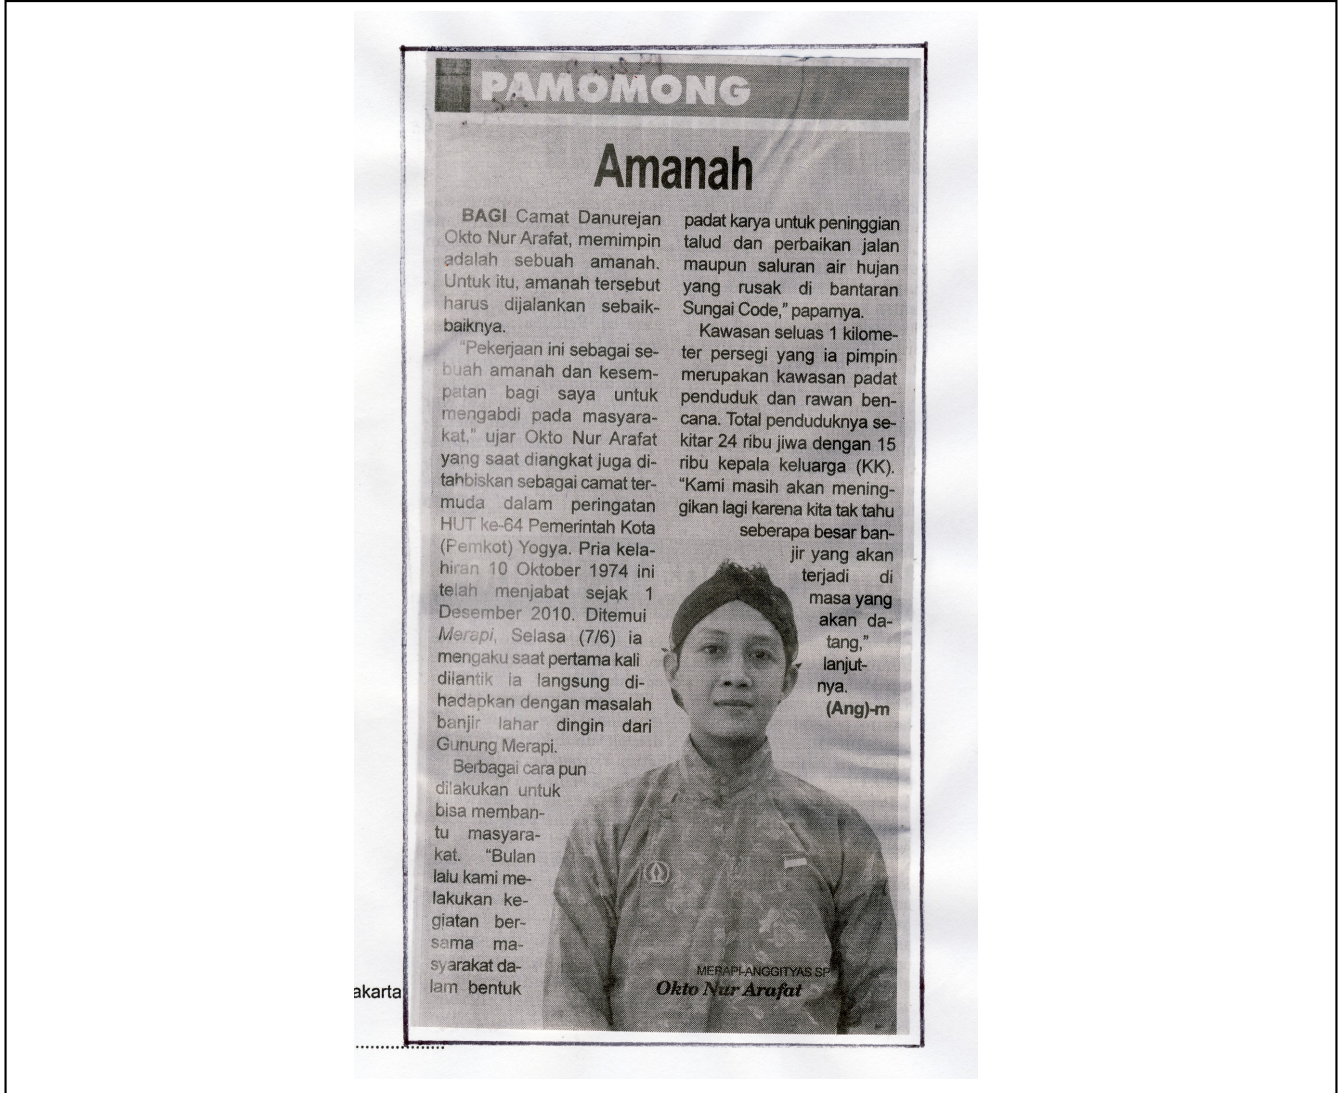 PAMOMONG
Amanah
BAGI Camat Danurejan
Okto Nur Arafat, memimpin
adalah sebuah amanah.
Untuk itu, amanah tersebut
harus dijalankan sebaik-
baiknya.
"Pekerjaan ini sebagai se-
buah amanah dan kesem-
patan bagi saya untuk
mengabdi pada masyara-
kat," ujar Okto Nur Arafat
yang saat diangkat juga di-
tahbiskan sebagai camat ter-
muda dalam peringatan
HUT ke-64 Pemerintah Kota
(Pemkot) Yogya. Pria kela-
hiran 10 Oktober 1974 ini
telah menjabat sejak 1
Desember 2010. Ditemui
Merapi, Selasa (7/6) ia
mengaku saat pertama kali
dilantik ia langsung di-
hadapkan dengan masalah
banjir lahar dingin dari
Gunung Merapi.
Berbagai cara pun
dilakukan untuk
bisa memban-
tu masyara-
kat. "Bulan
lalu kami me-
lakukan ke-
giatan ber-
sama ma-
syarakat da-
lam bentuk
padat karya untuk peninggian
talud dan perbaikan jalan
maupun saluran air hujan
yang rusak di bantaran
Sungai Code," paparnya.
Kawasan seluas 1 kilome-
ter persegi yang ia pimpin
merupakan kawasan padat
penduduk dan rawan ben-
cana. Total penduduknya se-
kitar 24 ribu jiwa dengan 15
ribu kepala keluarga (KK).
"Kami masih akan mening-
gikan lagi karena kita tak tahu
seberapa besar ban-
jir yang akan
terjadi di
masa yang
akan da-
tang,"
lanjut-
nya.
(Ang)-m
MERAPI-ANGGITYAS SP
Okto Nur Arafat
akarta